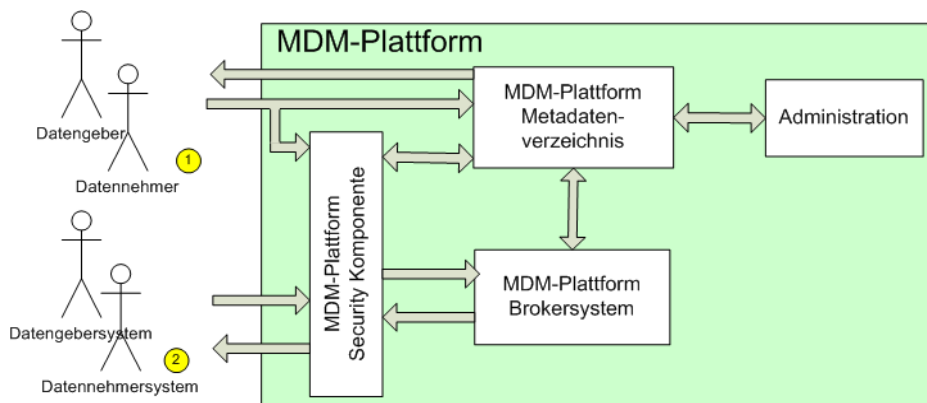 MDM-Plattform
Datengeber
1
Datennehmer
Datengebersystem
2
Datennehmersystem
MDM-Plattform
Security Komponente
MDM-Plattform
Metadaten-
verzeichnis
Administration
MDM-Plattform
Brokersystem